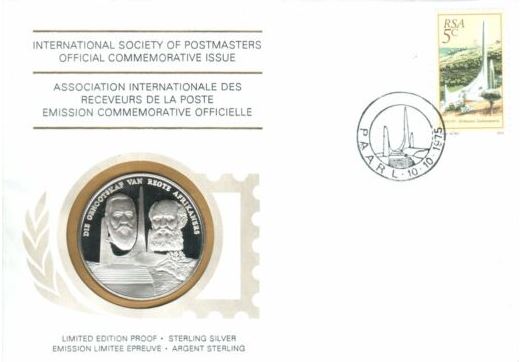 INTERNATIONAL SOCIETY OF POSTMASTERS
OFFICIAL COMMEMORATIVE ISSUE
ASSOCIATION INTERNATIONALE DES
RECEVEURS DE LA POSTE
EMISSION COMMEMORATIVE OFFICIELLE
RSA
5c
PAARL · 10·10·1975
DIE GENOOTSKAP VAN REGTE AFRIKANERS
LIMITED EDITION PROOF · STERLING SILVER
EMISSION LIMITEE EPREUVE · ARGENT STERLING